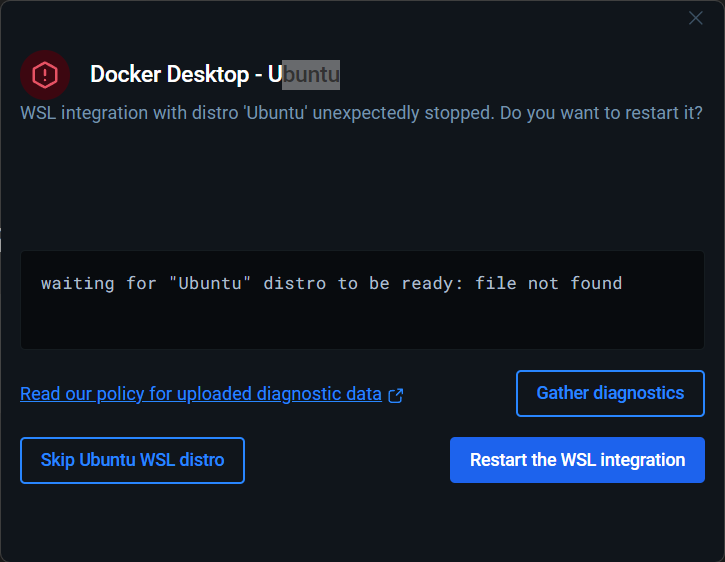 Docker Desktop - Ubuntu
WSL integration with distro 'Ubuntu' unexpectedly stopped. Do you want to restart it?
waiting for "Ubuntu" distro to be ready: file not found
Read our policy for uploaded diagnostic data
Gather diagnostics
Skip Ubuntu WSL distro
Restart the WSL integration